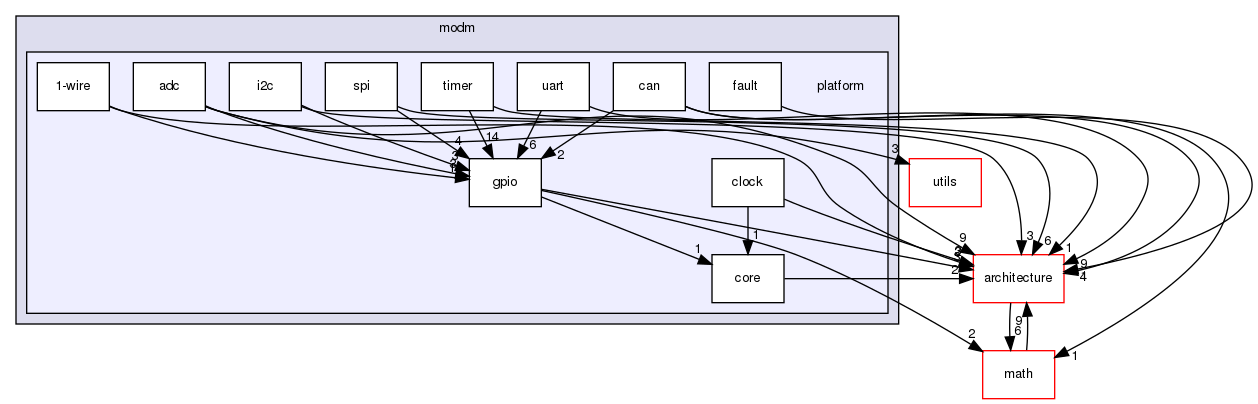 modm
1-wire
adc
i2c
spi
timer
uart
can
fault
platform
4
14
6
2
3
gpio
clock
utils
1
9
3
6
1
9
4
1
core
2
architecture
2
9
6
1
math